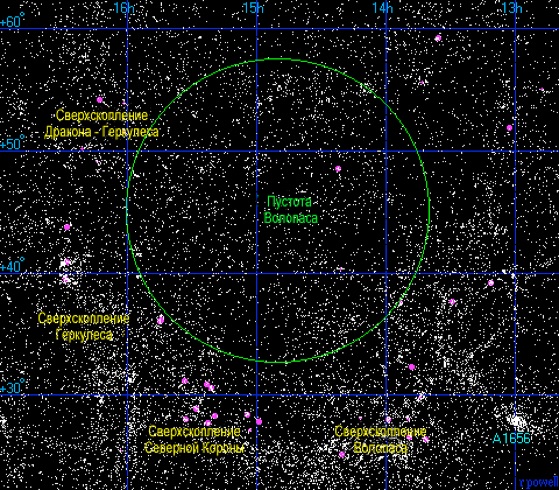 16h 15h 14h 13h
+60°
Сверхскопление
Дракона - Геркулеса
+50°
Пустота
Волопаса
+40°
Сверхскопление
Геркулеса
+30°
Сверхскопление
Северной Короны
Сверхскопление
Волопаса
A1656
r powell